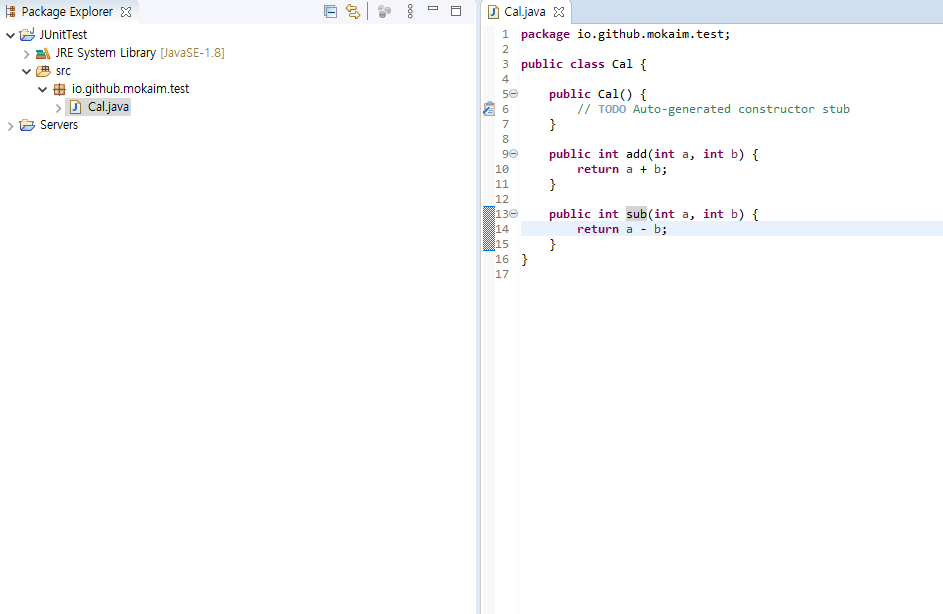 Package Explorer
JUnitTest
JRE System Library [JavaSE-1.8]
src
io.github.mokaim.test
Cal.java
Servers
Cal.java
1 package io.github.mokaim.test;
2
3 public class Cal {
4
5 public Cal() {
6 // TODO Auto-generated constructor stub
7 }
8
9 public int add(int a, int b) {
10 return a + b;
11 }
12
13 public int sub(int a, int b) {
14 return a - b;
15 }
16 }
17